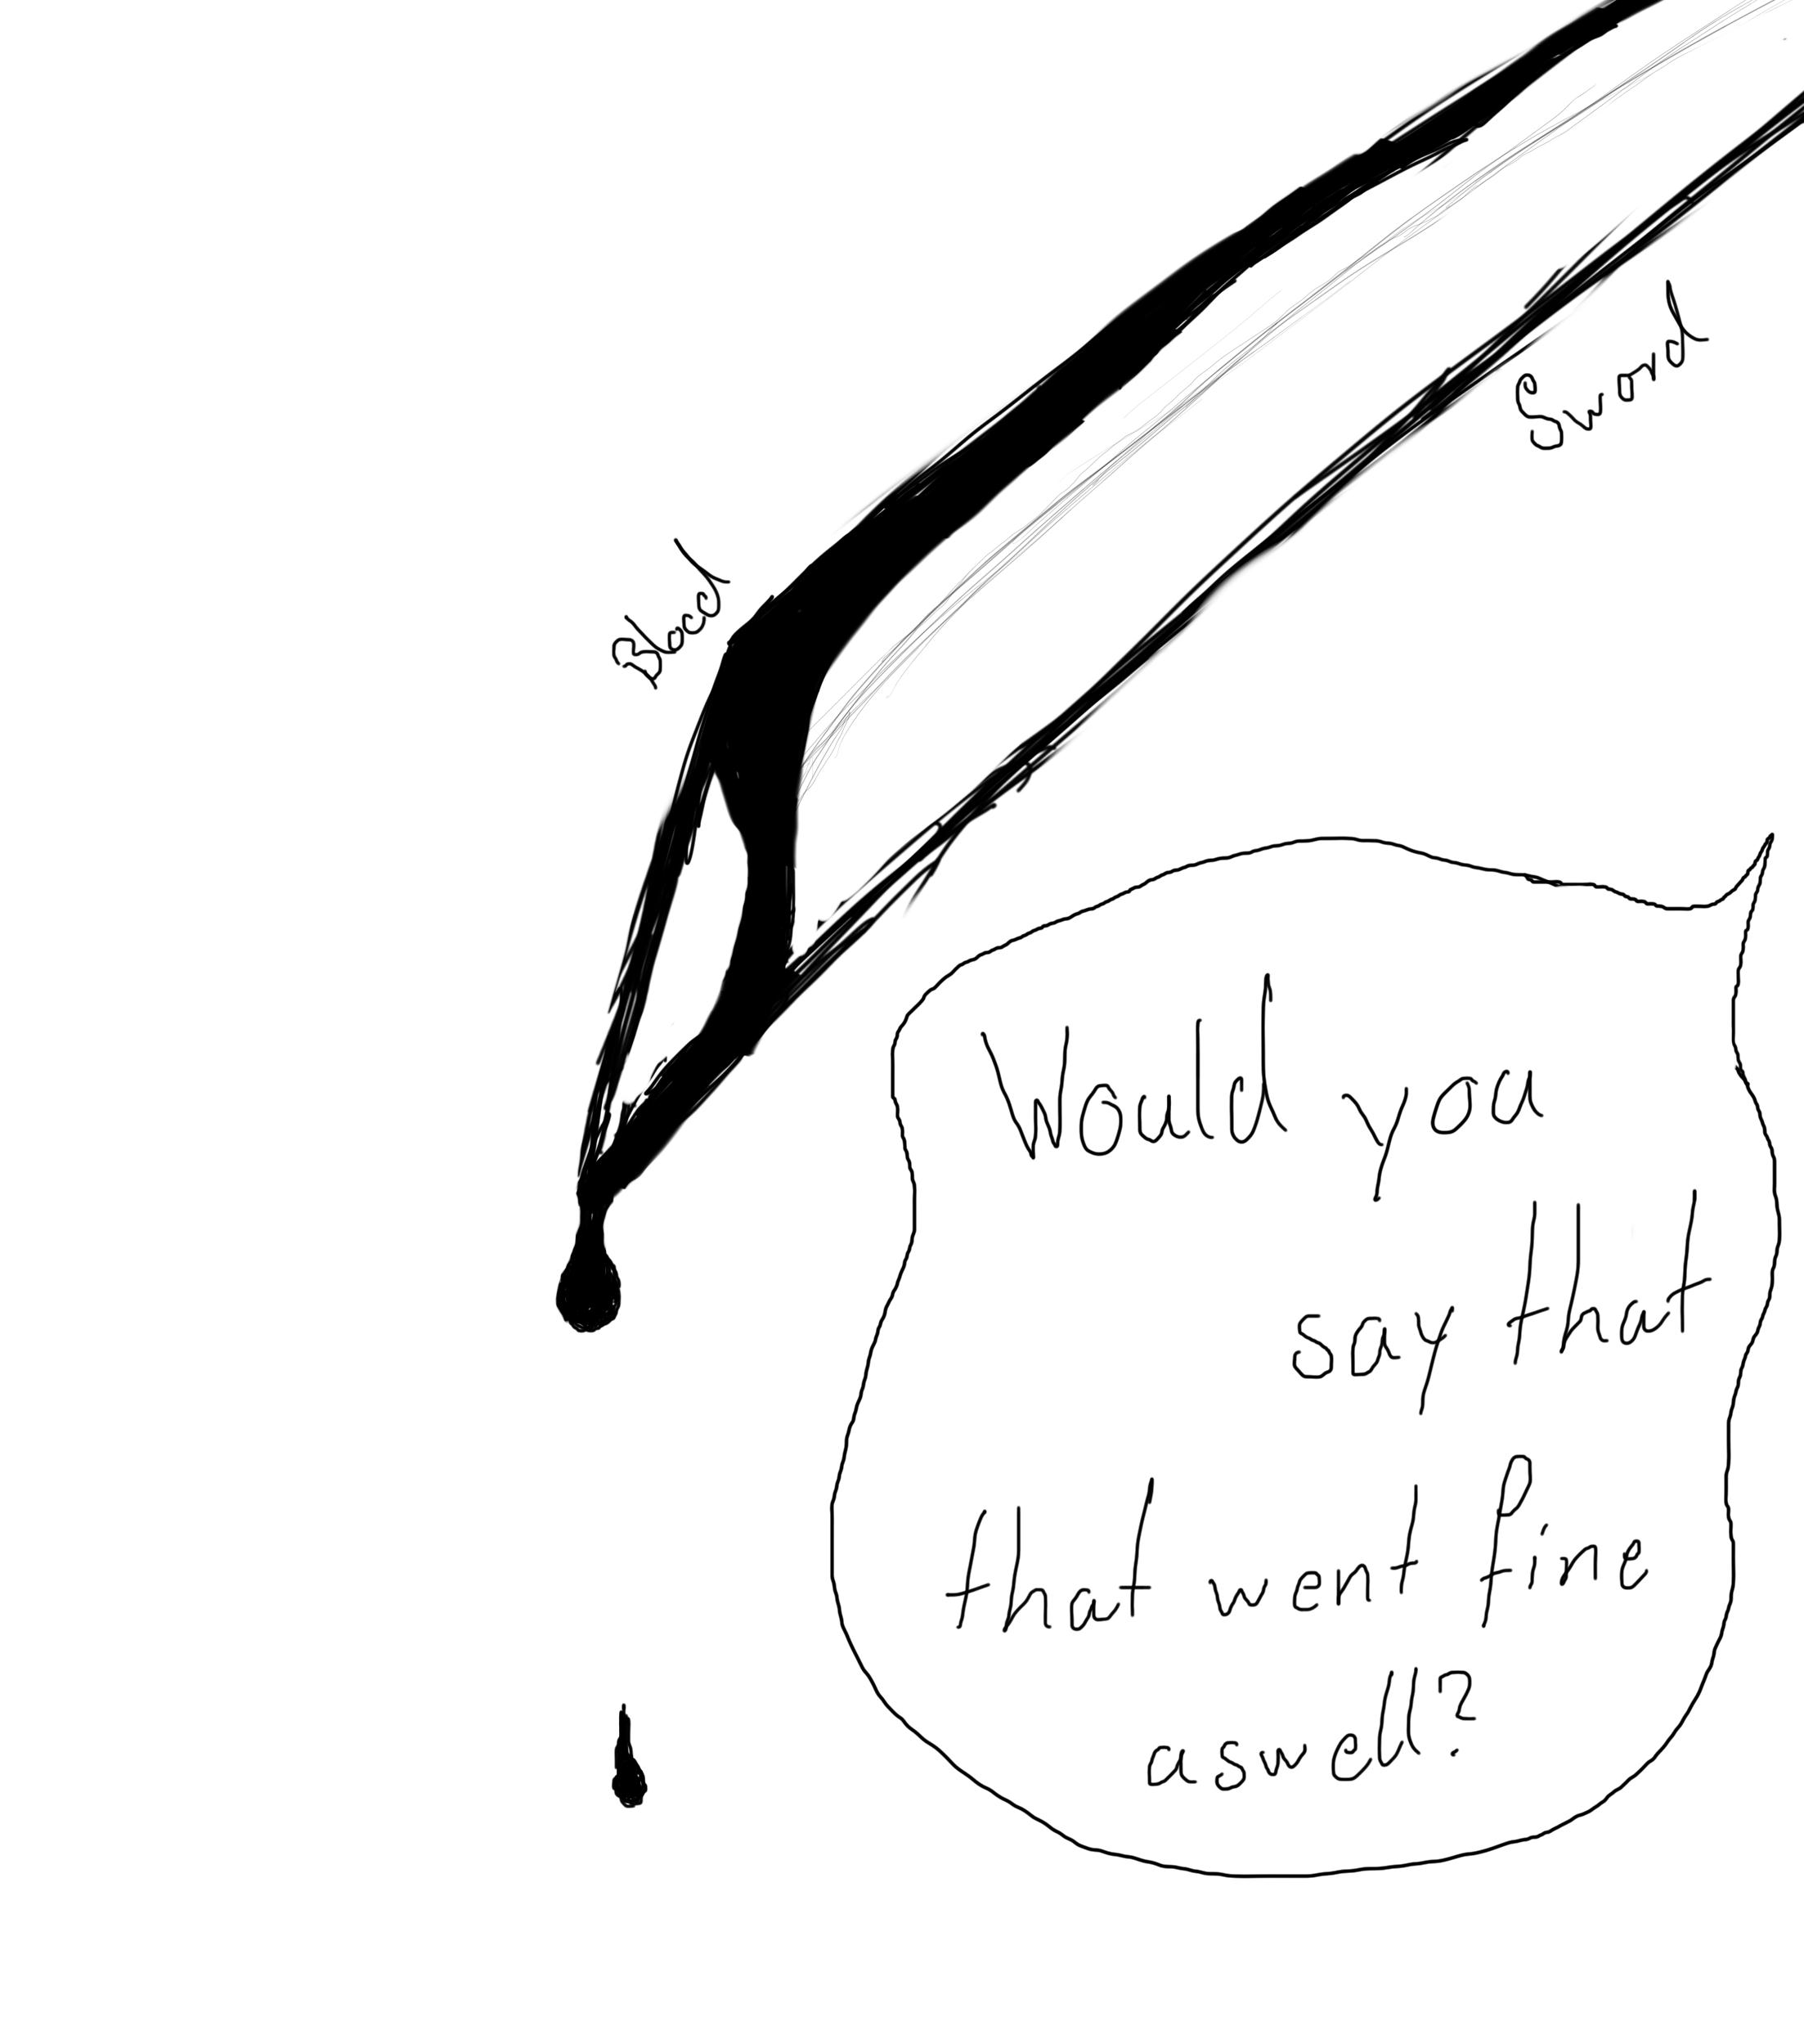 Sword
Blood
Would you
say that
that went fine
aswell?